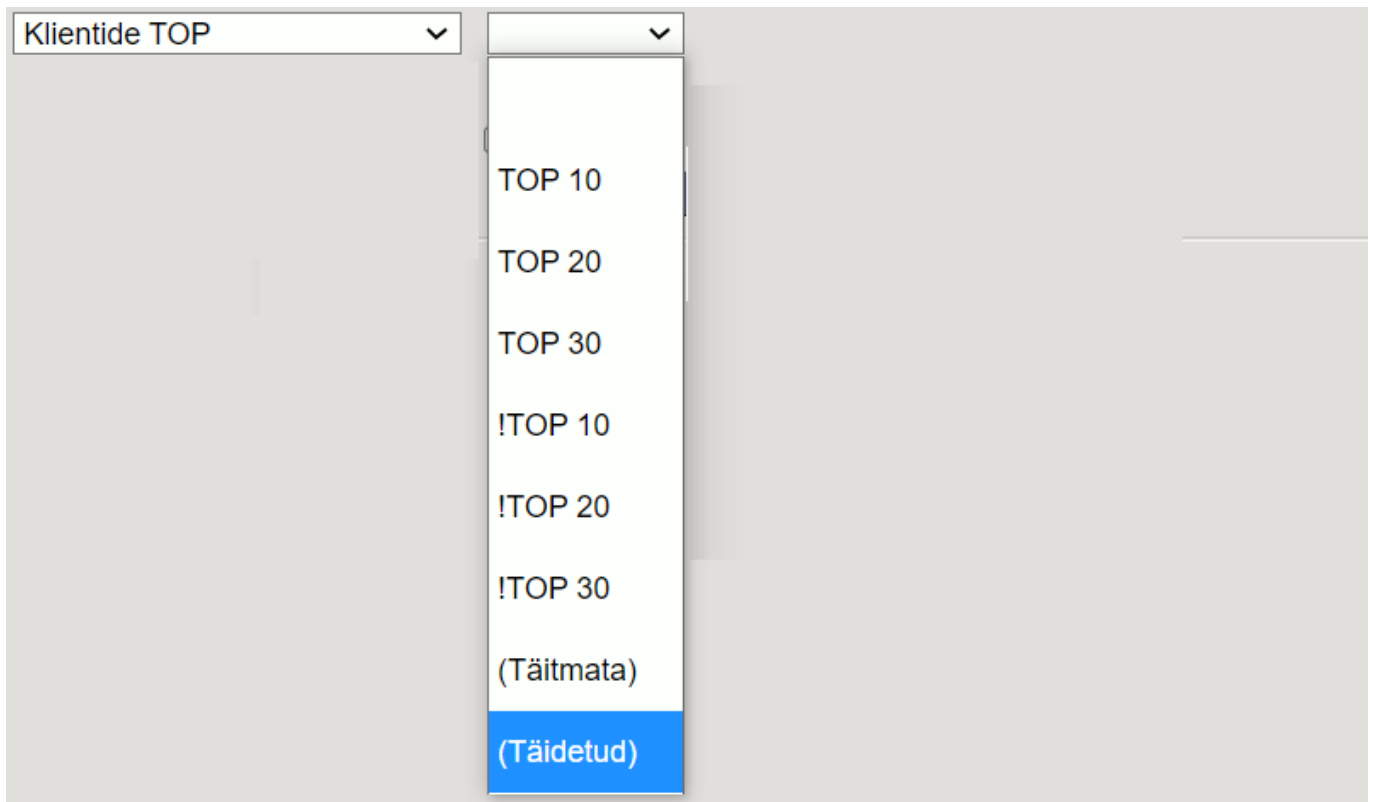 Klientide TOP
TOP 10
TOP 20
TOP 30
!TOP 10
!TOP 20
!TOP 30
(Täitmata)
(Täidetud)